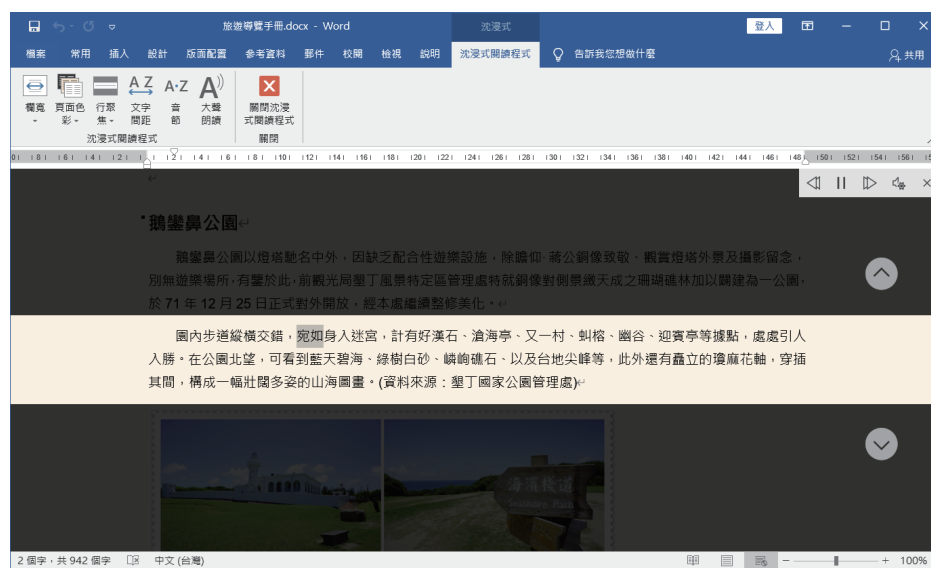 旅遊導覽手冊.docx - Word
沈浸式
登入
檔案 常用 插入 設計 版面配置 參考資料 郵件 校閱 檢視 說明 沈浸式閱讀程式 告訴我您想做什麼 共用
欄寬 頁面色彩 行聚焦 文字間距 音節 大聲朗讀 關閉沈浸式閱讀程式
沈浸式閱讀程式 關閉
鵝鑾鼻公園
鵝鑾鼻公園以燈塔馳名中外，因缺乏配合性遊樂設施，除瞻仰 蔣公銅像致敬、觀賞燈塔外景及攝影留念，
別無遊樂場所，有鑒於此，前觀光局墾丁風景特定區管理處特就銅像對側景緻天成之珊瑚礁林加以闢建為一公園，
於 71 年 12 月 25 日正式對外開放，經本處繼續整修美化。
園內步道縱橫交錯，宛如身入迷宮，計有好漢石、滄海亭、又一村、虯榕、幽谷、迎賓亭等據點，處處引人
入勝。在公園北望，可看到藍天碧海、綠樹白砂、嶙峋礁石、以及台地尖峰等，此外還有矗立的瓊麻花軸，穿插
其間，構成一幅壯闊多姿的山海圖畫。(資料來源：墾丁國家公園管理處)
海濱棧道
2 個字，共 942 個字 中文 (台灣) 100%